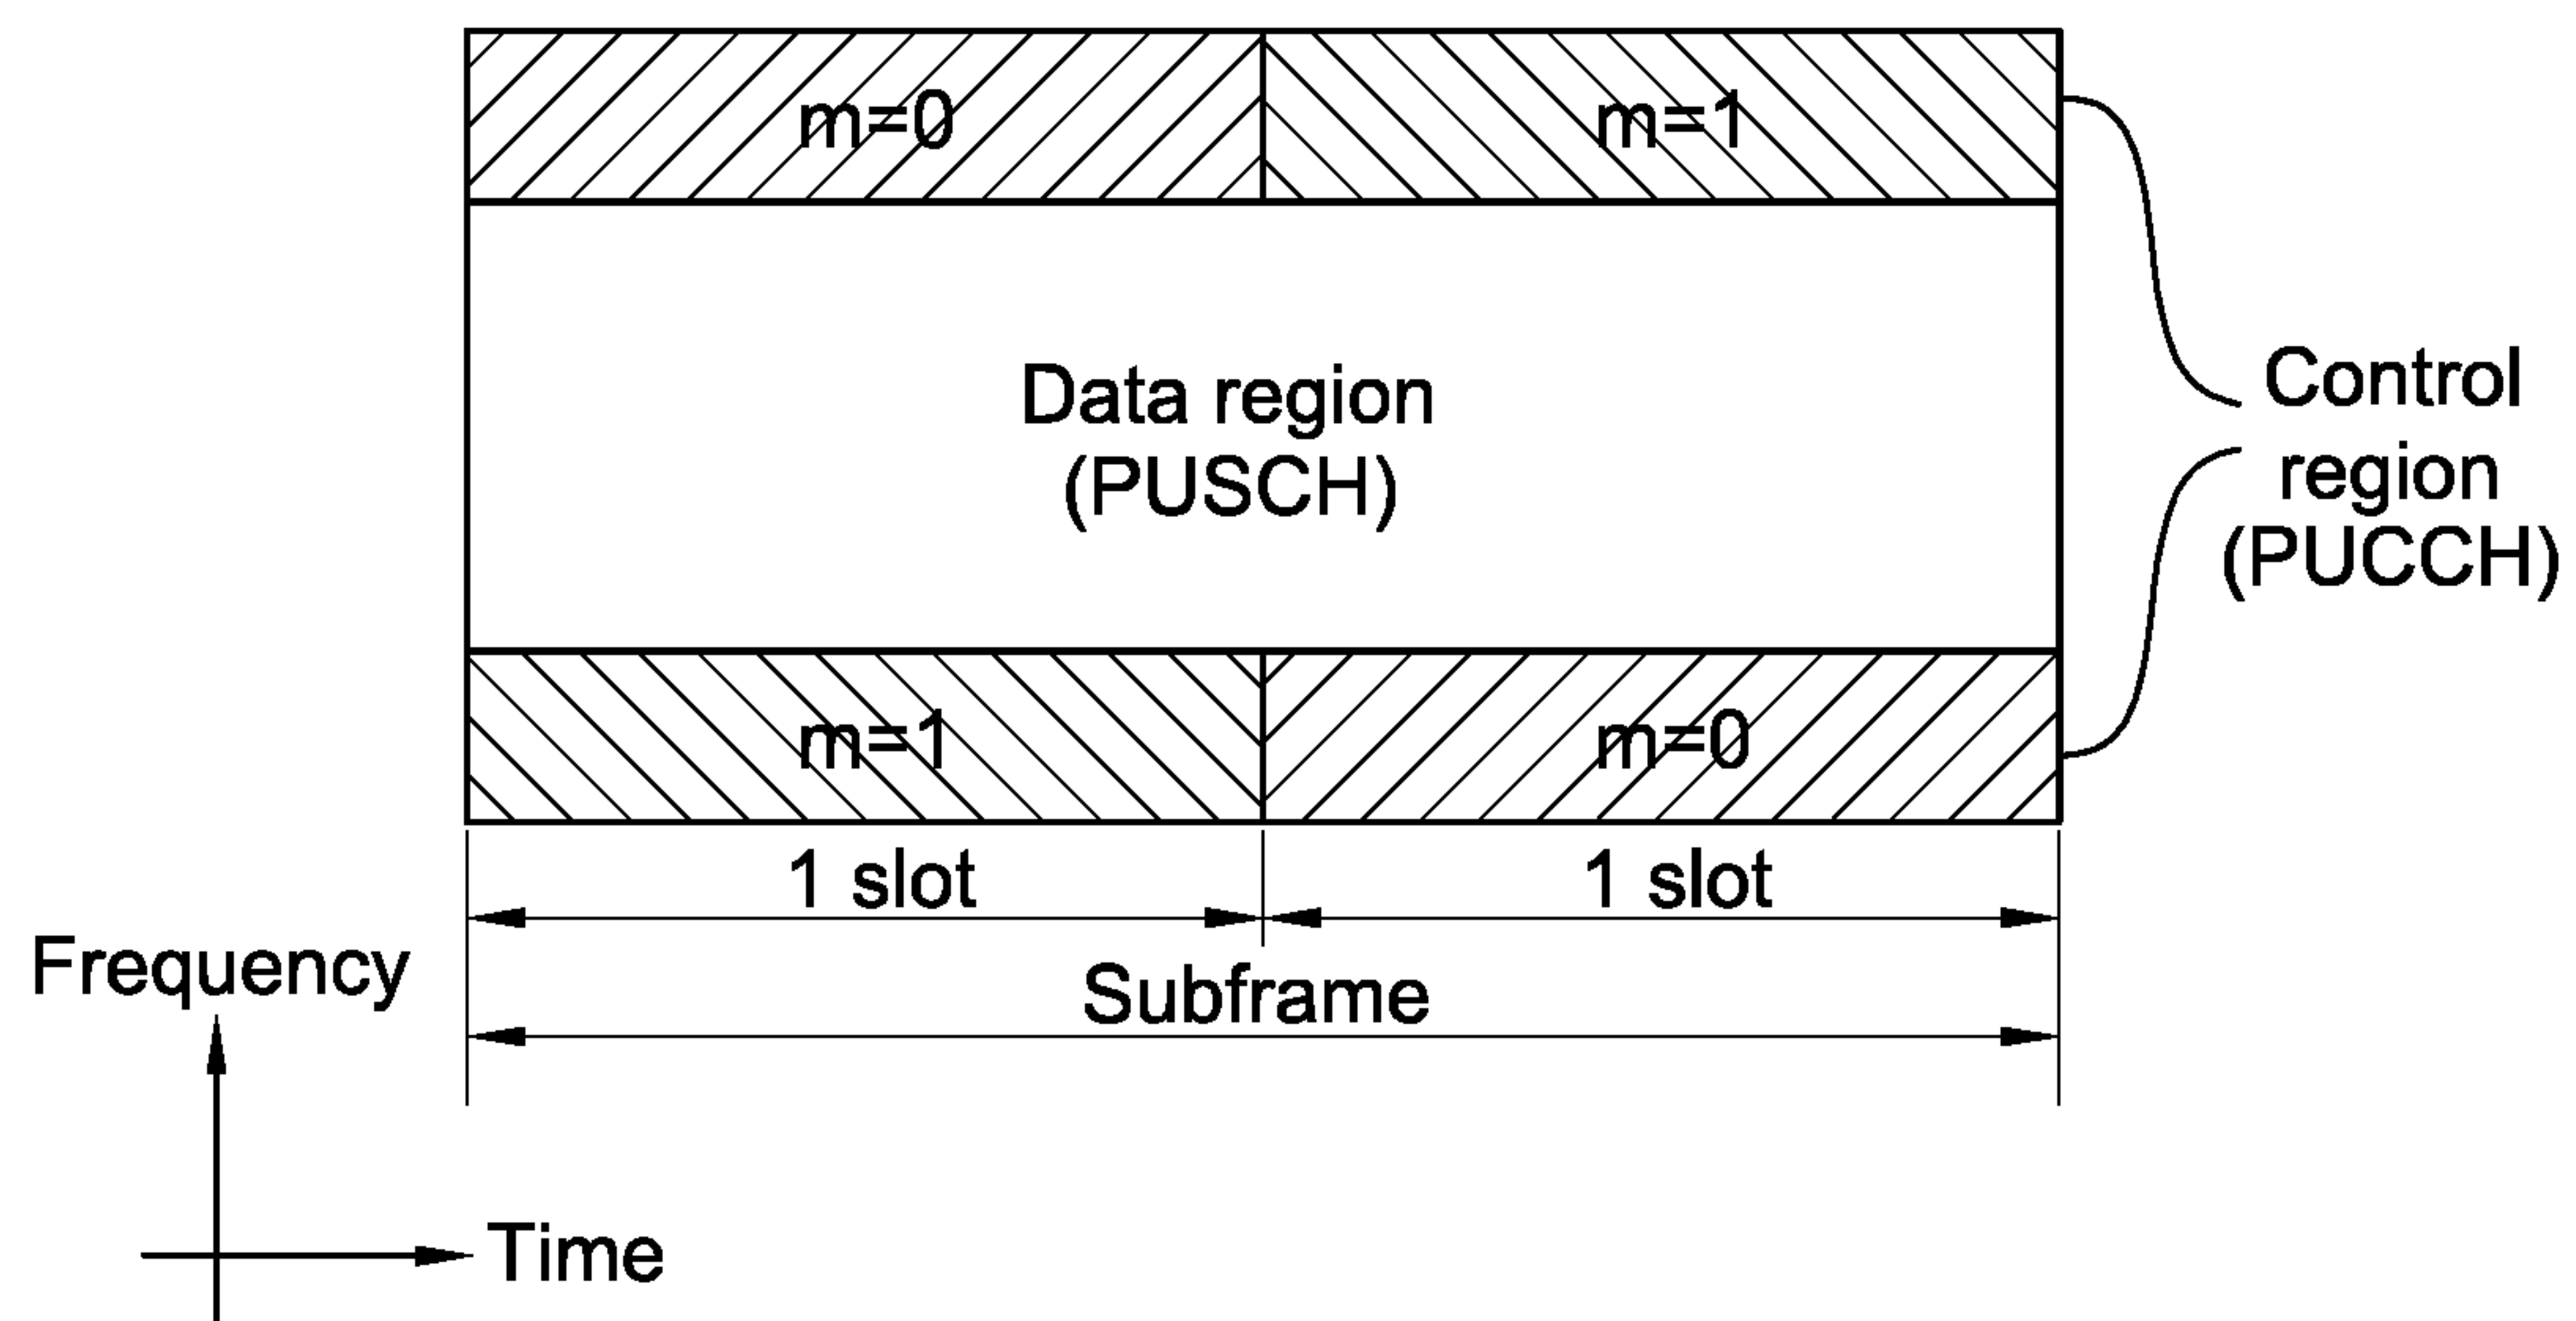 m=0
m=1
Data region
(PUSCH)
Control
region
(PUCCH)
m=1
m=0
1 slot
1 slot
Subframe
Frequency
Time